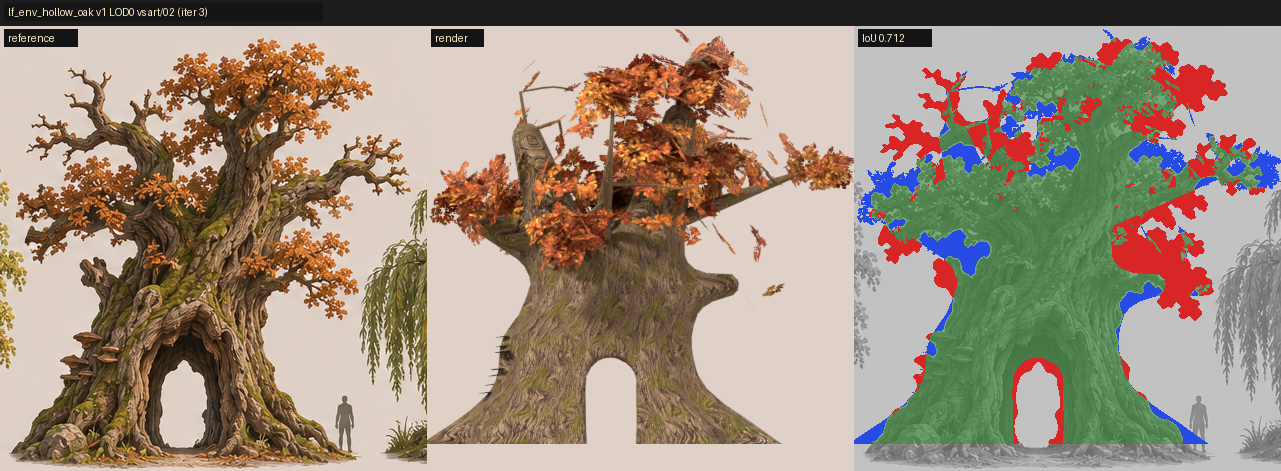 lf_env_hollow_oak v1 LOD0 vs art/02 (iter 3)
reference
render
IoU 0.712